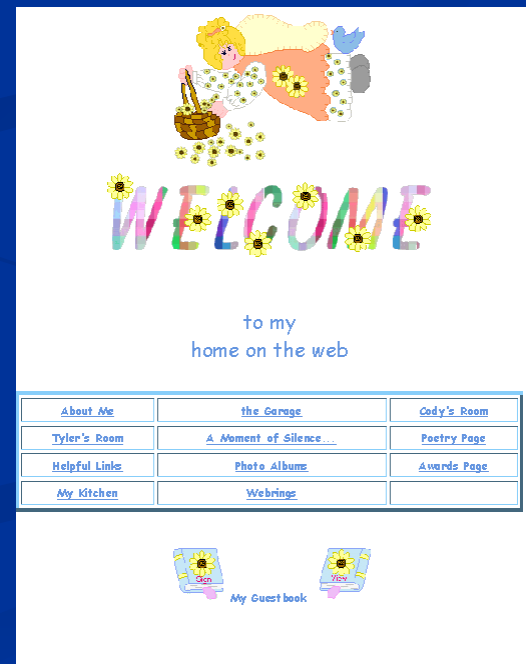 WELCOME
to my
home on the web
About Me the Garage Cody's Room
Tyler's Room A Moment of Silence... Poetry Page
Helpful Links Photo Albums Awards Page
My Kitchen Webrings
Sign View
My Guestbook